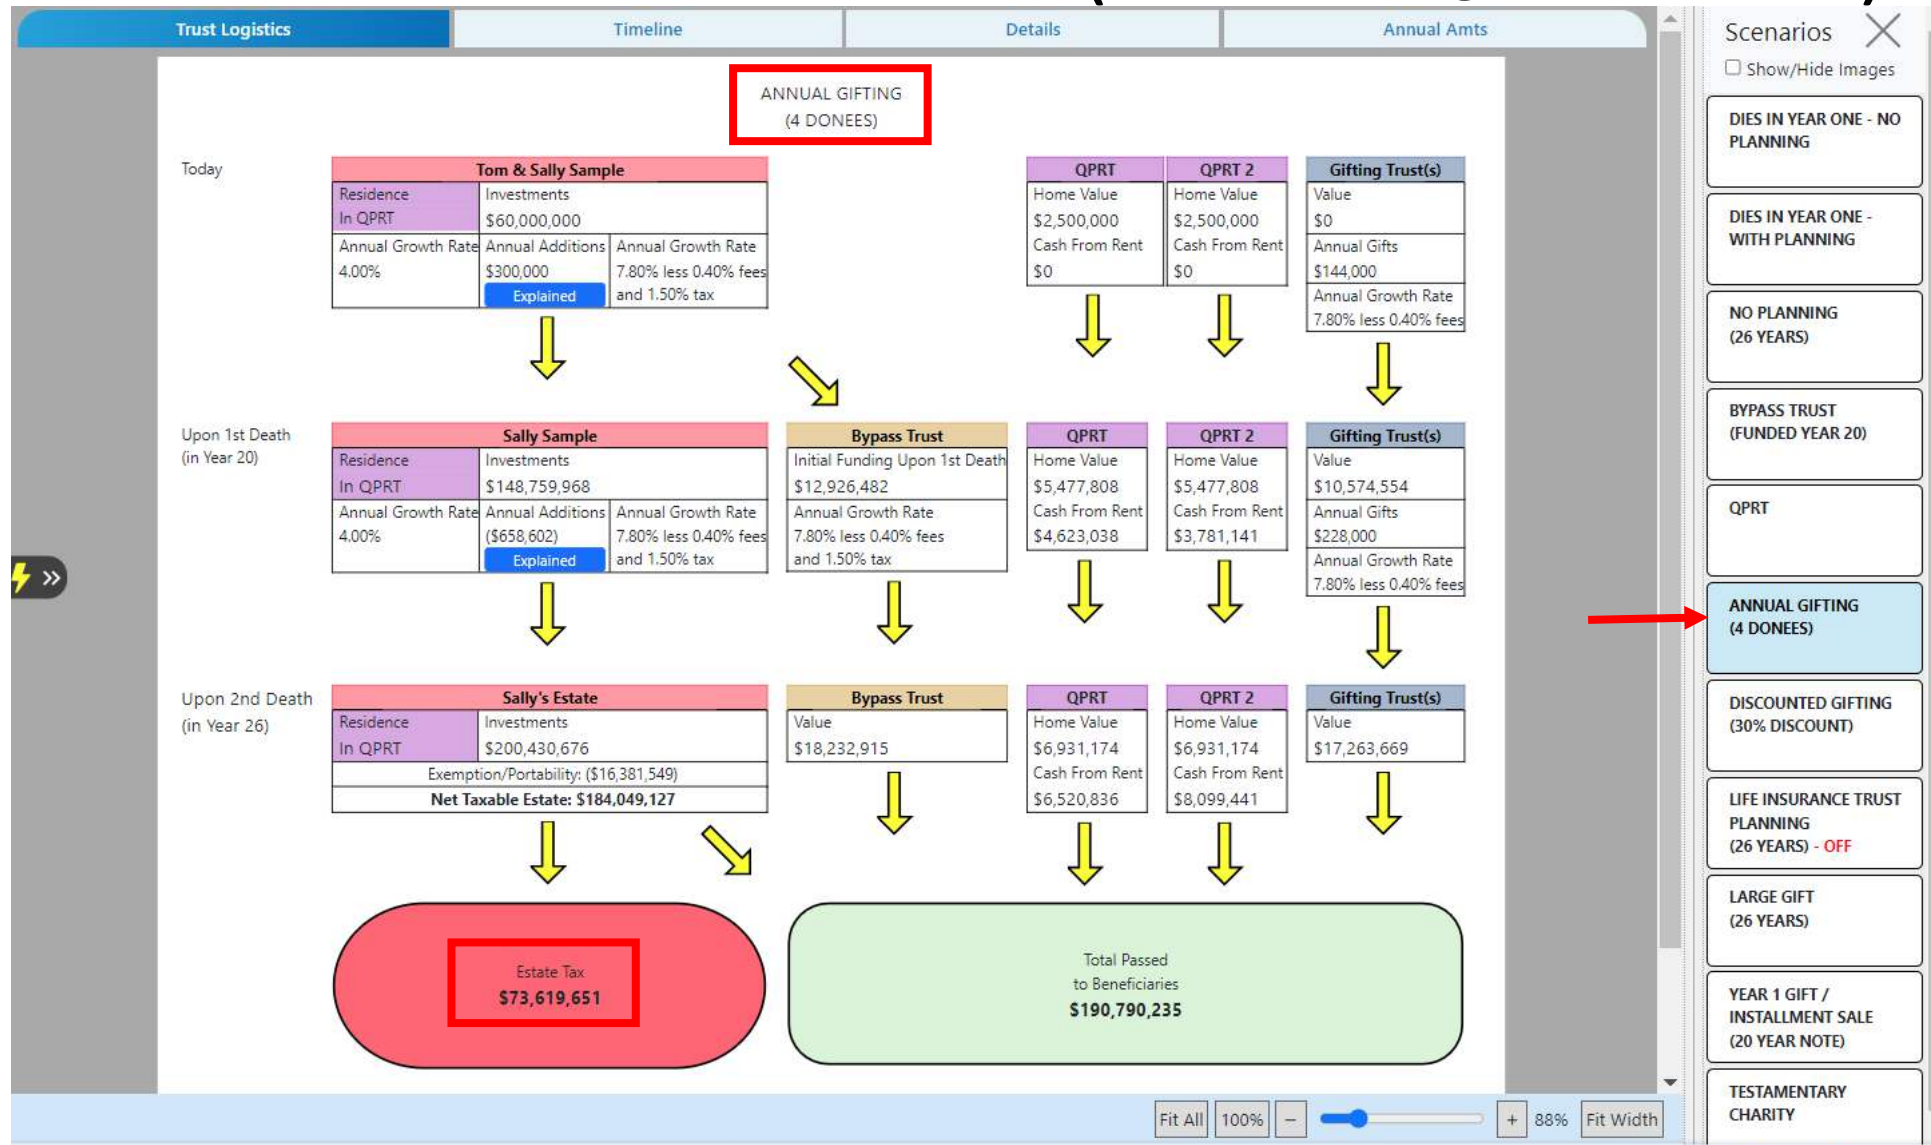 Trust Logistics
Timeline
Details
Annual Amts
ANNUAL GIFTING
(4 DONEES)
Today
Tom & Sally Sample
Residence
In QPRT
Investments
$60,000,000
Annual Growth Rate
4.00%
Annual Additions
$300,000
Explained
Annual Growth Rate
7.80% less 0.40% fees
and 1.50% tax
QPRT
Home Value
$2,500,000
Cash From Rent
$0
QPRT 2
Home Value
$2,500,000
Cash From Rent
$0
Gifting Trust(s)
Value
$0
Annual Gifts
$144,000
Annual Growth Rate
7.80% less 0.40% fees
Upon 1st Death
(in Year 20)
Sally Sample
Residence
In QPRT
Investments
$148,759,968
Annual Growth Rate
4.00%
Annual Additions
($658,602)
Explained
Annual Growth Rate
7.80% less 0.40% fees
and 1.50% tax
Bypass Trust
Initial Funding Upon 1st Death
$12,926,482
Annual Growth Rate
7.80% less 0.40% fees
and 1.50% tax
QPRT
Home Value
$5,477,808
Cash From Rent
$4,623,038
QPRT 2
Home Value
$5,477,808
Cash From Rent
$3,781,141
Gifting Trust(s)
Value
$10,574,554
Annual Gifts
$228,000
Annual Growth Rate
7.80% less 0.40% fees
Upon 2nd Death
(in Year 26)
Sally's Estate
Residence
In QPRT
Investments
$200,430,676
Exemption/Portability: ($16,381,549)
Net Taxable Estate: $184,049,127
Bypass Trust
Value
$18,232,915
QPRT
Home Value
$6,931,174
Cash From Rent
$6,520,836
QPRT 2
Home Value
$6,931,174
Cash From Rent
$8,099,441
Gifting Trust(s)
Value
$17,263,669
Estate Tax
$73,619,651
Total Passed
to Beneficiaries
$190,790,235
Fit All
100%
−
+
88%
Fit Width
Scenarios
Show/Hide Images
DIES IN YEAR ONE - NO
PLANNING
DIES IN YEAR ONE -
WITH PLANNING
NO PLANNING
(26 YEARS)
BYPASS TRUST
(FUNDED YEAR 20)
QPRT
ANNUAL GIFTING
(4 DONEES)
DISCOUNTED GIFTING
(30% DISCOUNT)
LIFE INSURANCE TRUST
PLANNING
(26 YEARS) - OFF
LARGE GIFT
(26 YEARS)
YEAR 1 GIFT /
INSTALLMENT SALE
(20 YEAR NOTE)
TESTAMENTARY
CHARITY